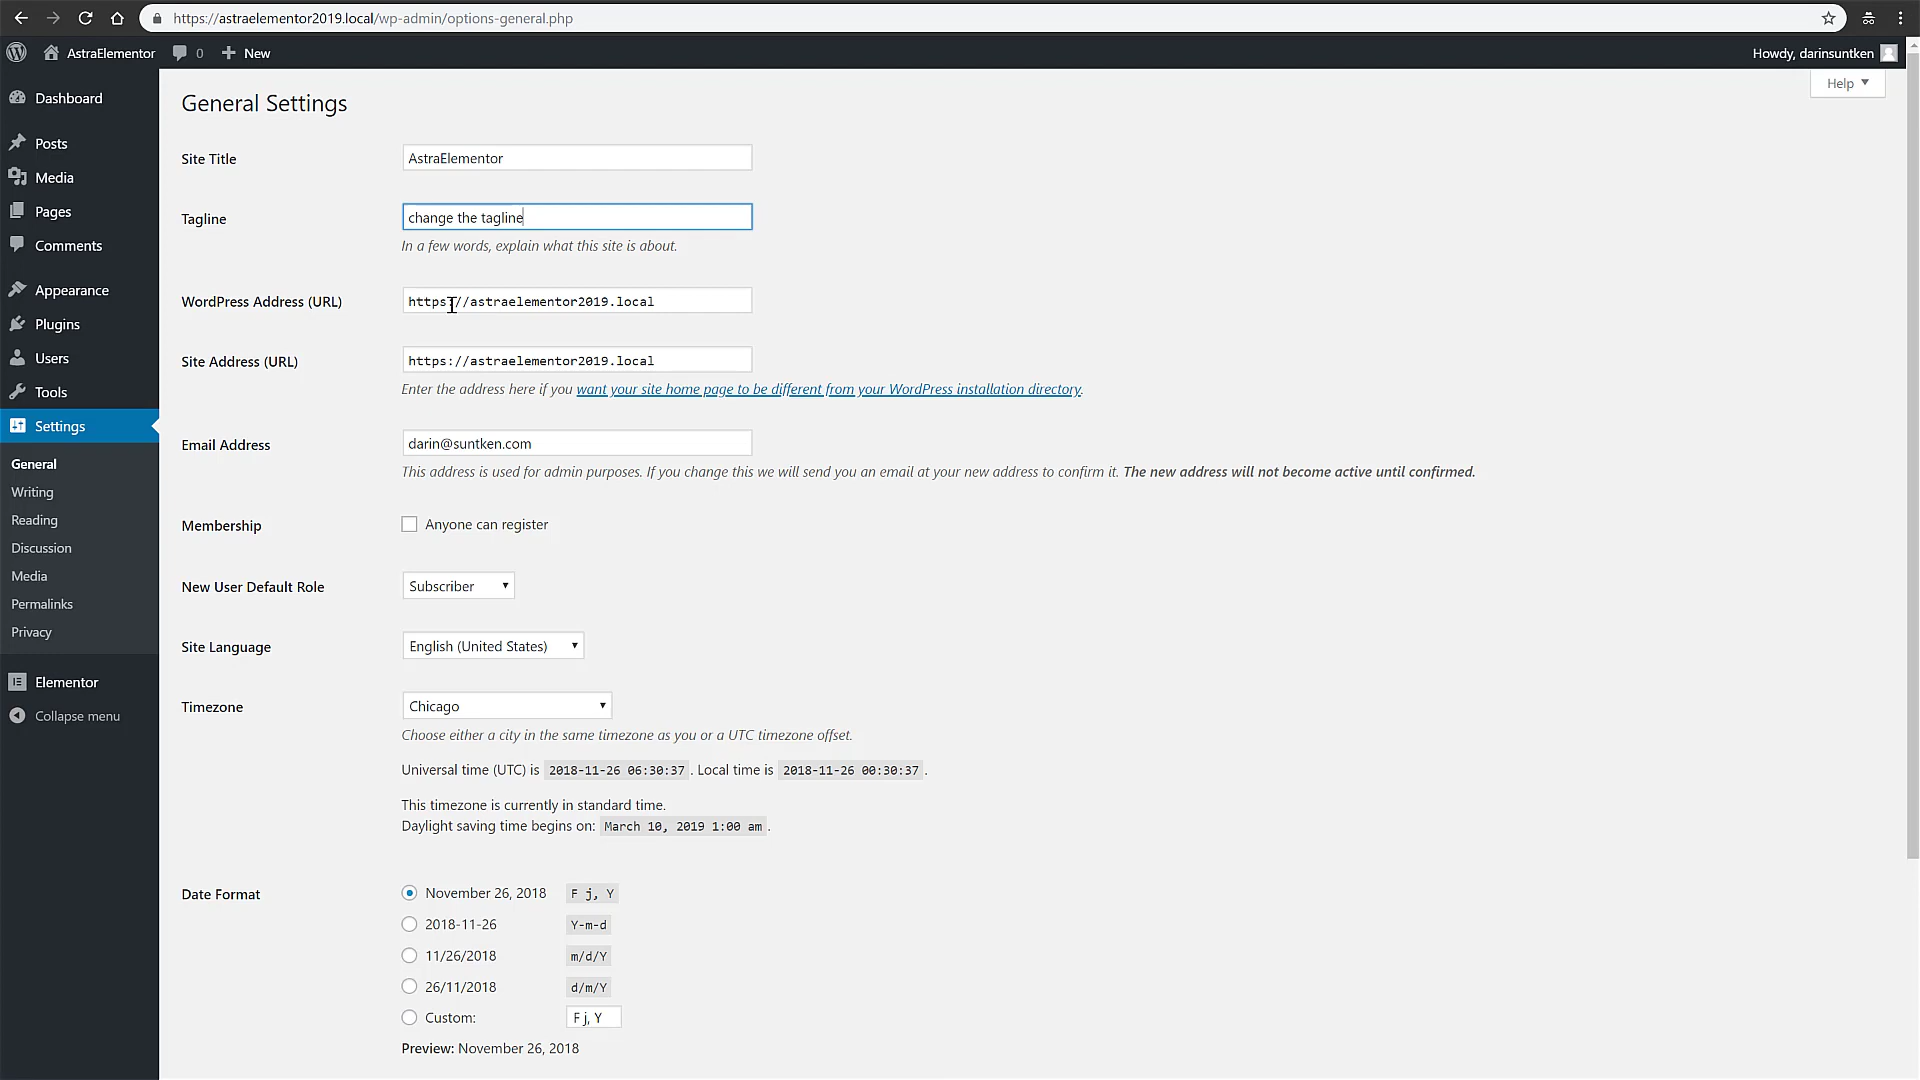 https://astraelementor2019.local/wp-admin/options-general.php
AstraElementor 0 New Howdy, darinsuntken
Help
Dashboard
Posts
Media
Pages
Comments
Appearance
Plugins
Users
Tools
Settings
General
Writing
Reading
Discussion
Media
Permalinks
Privacy
Elementor
Collapse menu
General Settings
Site Title AstraElementor
Tagline change the tagline
In a few words, explain what this site is about.
WordPress Address (URL) https://astraelementor2019.local
Site Address (URL) https://astraelementor2019.local
Enter the address here if you want your site home page to be different from your WordPress installation directory.
Email Address darin@suntken.com
This address is used for admin purposes. If you change this we will send you an email at your new address to confirm it. The new address will not become active until confirmed.
Membership Anyone can register
New User Default Role Subscriber
Site Language English (United States)
Timezone Chicago
Choose either a city in the same timezone as you or a UTC timezone offset.
Universal time (UTC) is 2018-11-26 06:30:37 . Local time is 2018-11-26 00:30:37 .
This timezone is currently in standard time.
Daylight saving time begins on: March 10, 2019 1:00 am .
Date Format November 26, 2018 F j, Y
2018-11-26 Y-m-d
11/26/2018 m/d/Y
26/11/2018 d/m/Y
Custom: F j, Y
Preview: November 26, 2018